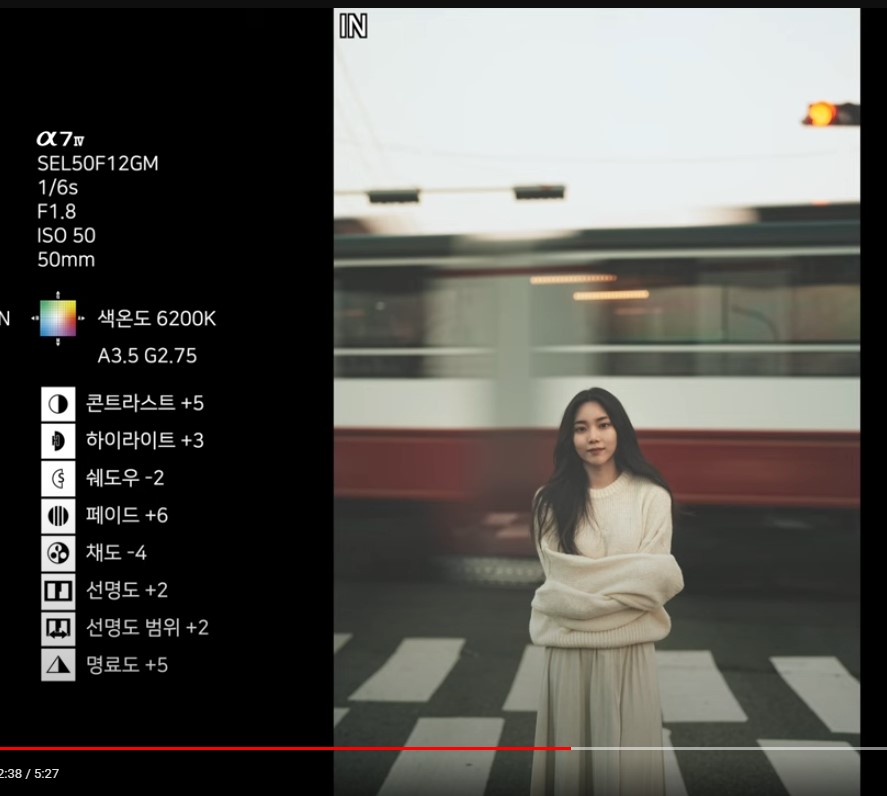 IN
α7IV
SEL50F12GM
1/6s
F1.8
ISO 50
50mm
N
색온도 6200K
A3.5 G2.75
콘트라스트 +5
하이라이트 +3
쉐도우 -2
페이드 +6
채도 -4
선명도 +2
선명도 범위 +2
명료도 +5
2:38 / 5:27